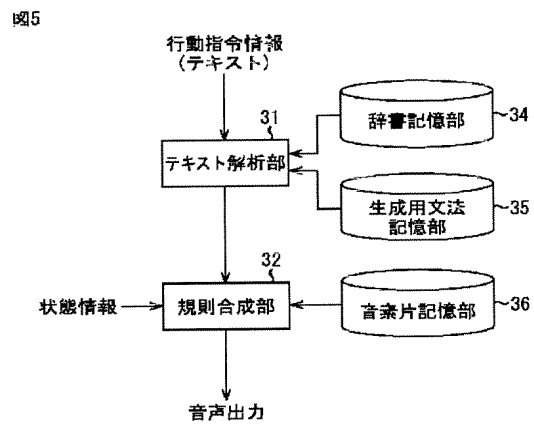 図5
行動指令情報
(テキスト)
31
辞書記憶部
34
テキスト解析部
生成用文法
記憶部
35
32
状態情報
規則合成部
音素片記憶部
36
音声出力